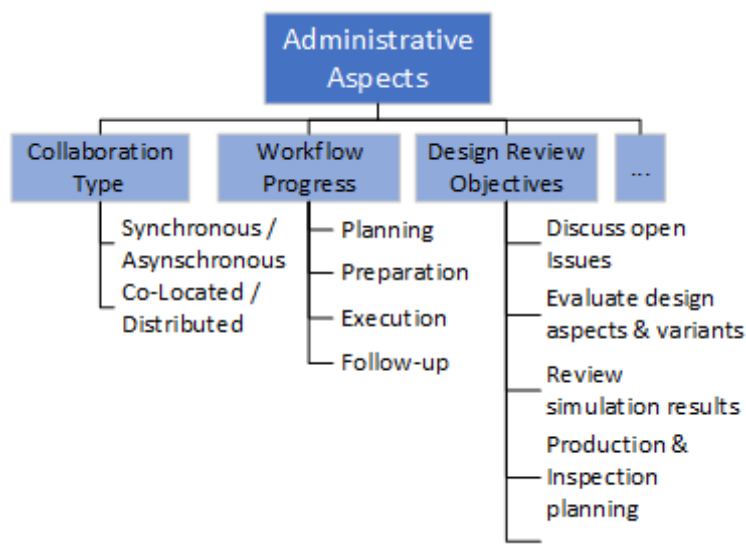 Administrative
Aspects
Collaboration
Type
Workflow
Progress
Design Review
Objectives
...
Synchronous /
Asynschronous
Co-Located /
Distributed
Planning
Preparation
Execution
Follow-up
Discuss open
Issues
Evaluate design
aspects & variants
Review
simulation results
Production &
Inspection
planning